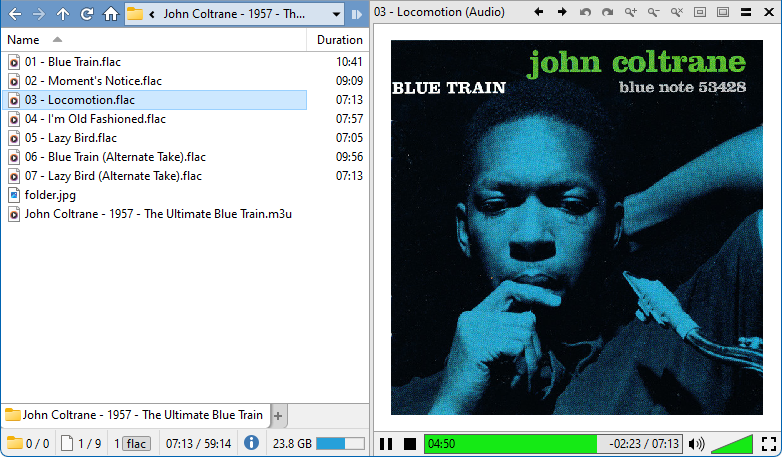 John Coltrane - 1957 - Th...
Name Duration
01 - Blue Train.flac 10:41
02 - Moment's Notice.flac 09:09
03 - Locomotion.flac 07:13
04 - I'm Old Fashioned.flac 07:57
05 - Lazy Bird.flac 07:05
06 - Blue Train (Alternate Take).flac 09:56
07 - Lazy Bird (Alternate Take).flac 07:13
folder.jpg
John Coltrane - 1957 - The Ultimate Blue Train.m3u
John Coltrane - 1957 - The Ultimate Blue Train
0 / 0 1 / 9 1 flac 07:13 / 59:14 23.8 GB
03 - Locomotion (Audio)
john coltrane
BLUE TRAIN blue note 53428
04:50 -02:23 / 07:13